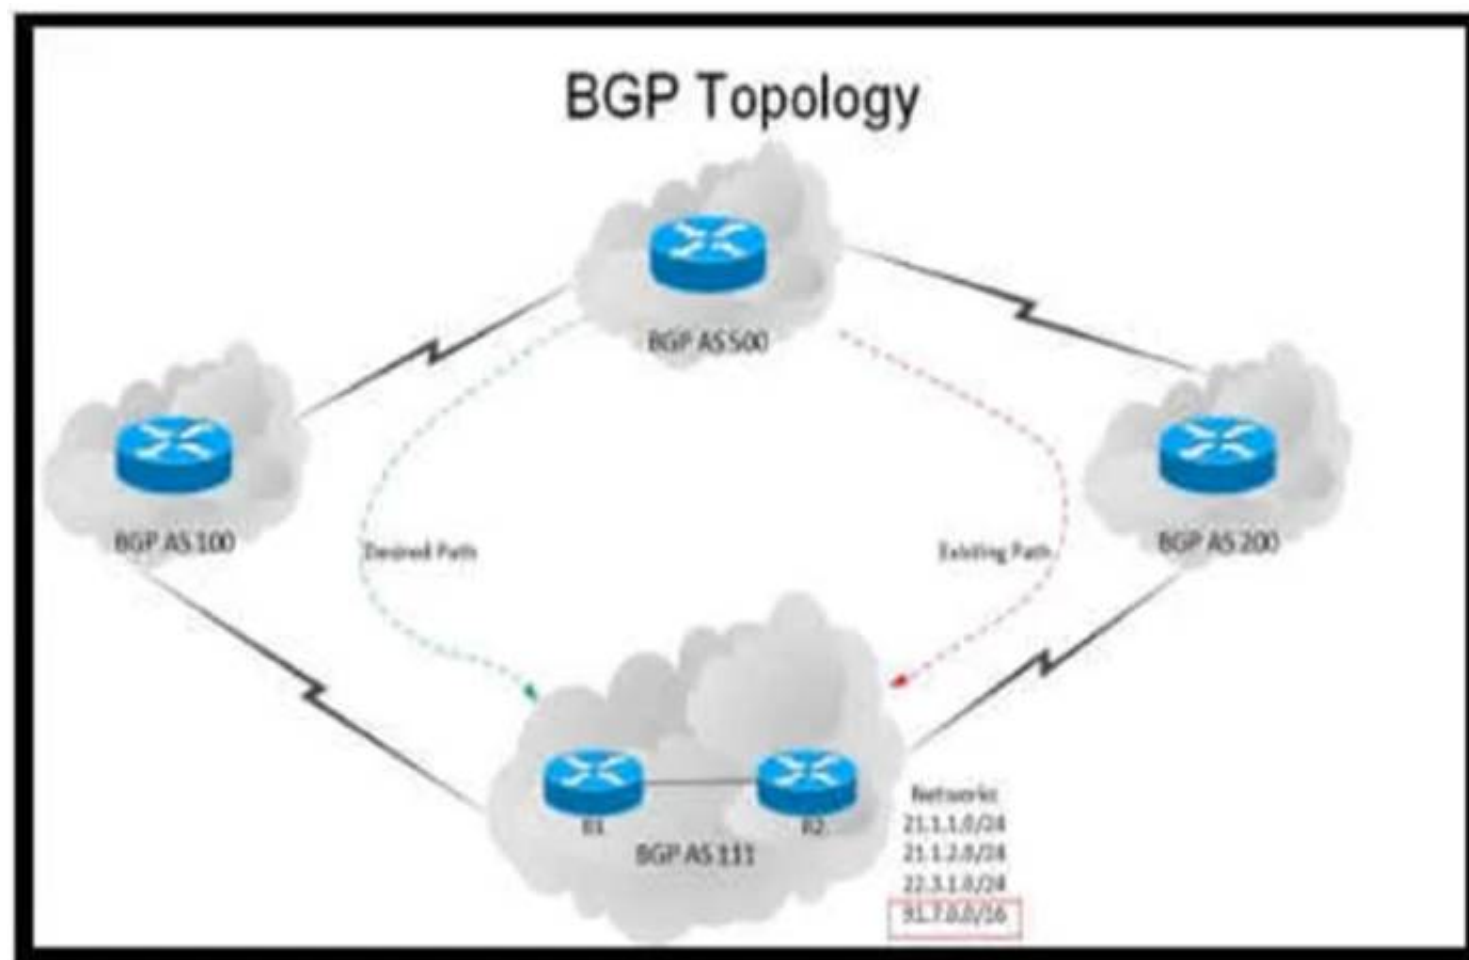 BGP Topology
BGP AS 500
BGP AS 100
Desired Path
Existing Path
BGP AS 200
R2
BGP AS 111
Networks
21.1.1.0/24
21.1.2.0/24
22.3.1.0/24
91.7.0.0/16